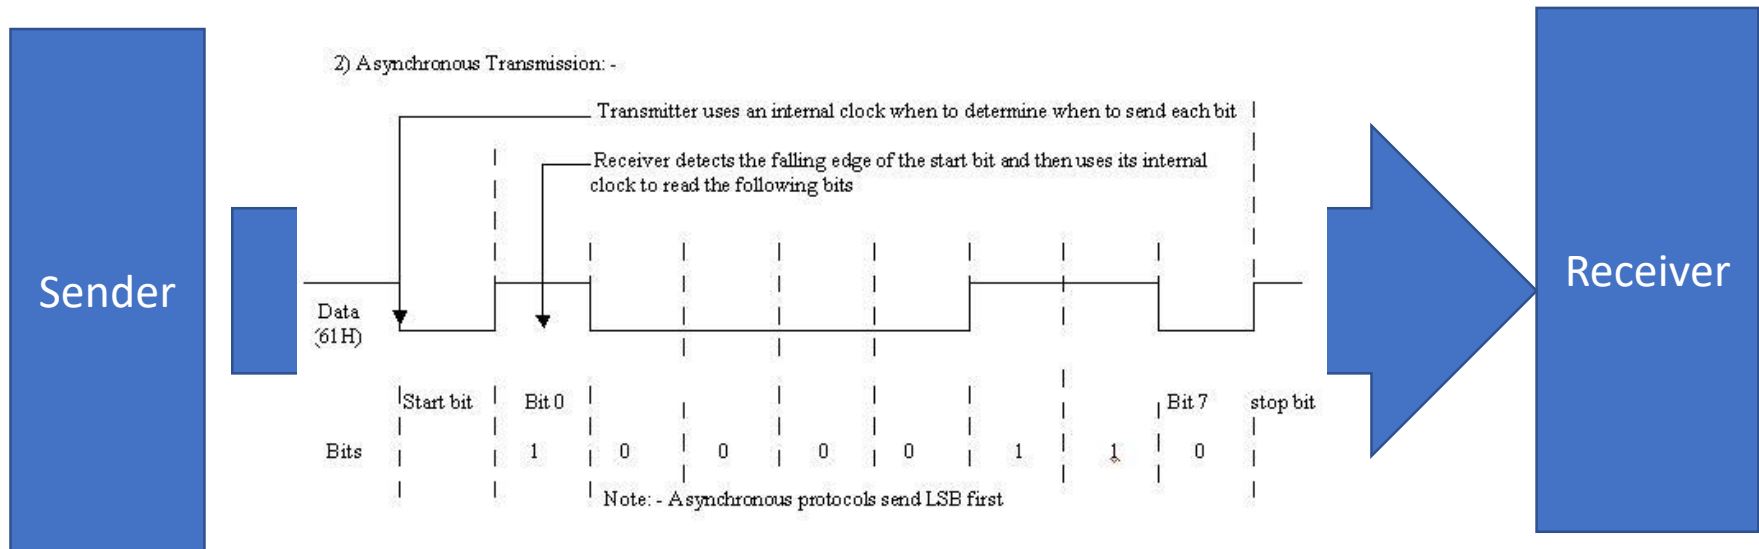 2) Asynchronous Transmission: -
Transmitter uses an internal clock when to determine when to send each bit
Receiver detects the falling edge of the start bit and then uses its internal
clock to read the following bits
Sender
Receiver
Data
(61H)
Start bit Bit 0 Bit 7 stop bit
Bits 1 0 0 0 0 1 1 0
Note: - Asynchronous protocols send LSB first